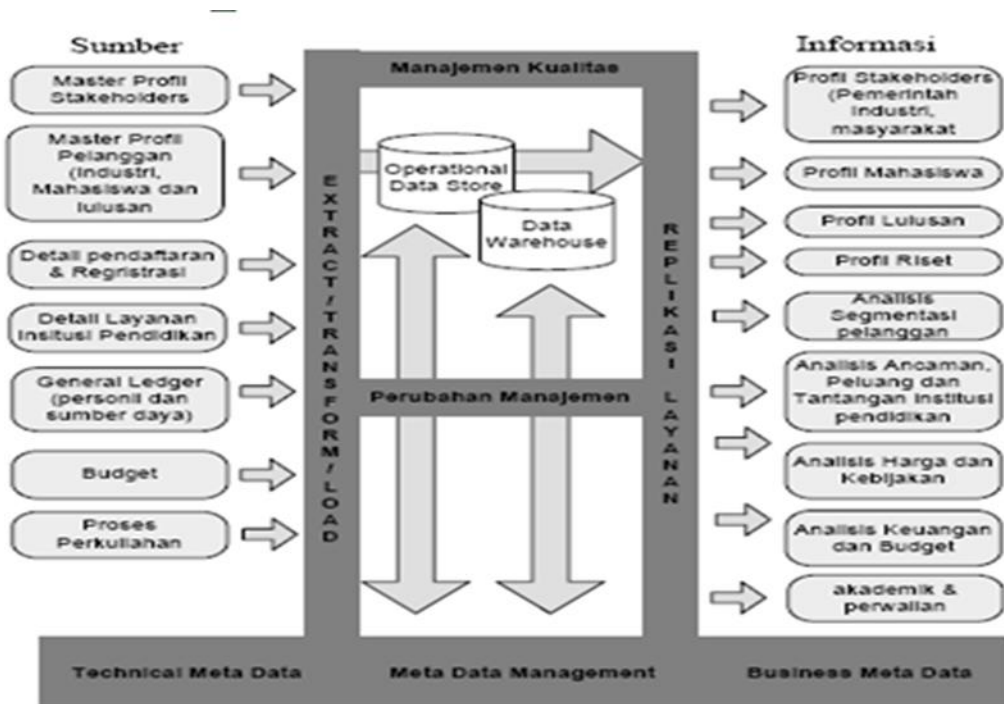 Sumber
Master Profil
Stakeholders
Master Profil
Pelanggan
(Industri,
Mahasiswa dan
lulusan
Detail pendaftaran
& Regristrasi
Detail Layanan
Insitusi Pendidikan
General Ledger
(personil dan
sumber daya)
Budget
Proses
Perkuliahan
EXTRACT/TRANSFORM/LOAD
Manajemen Kualitas
Operational
Data Store
Data
Warehouse
Perubahan Manajemen
REPLIKASI LAYANAN
Informasi
Profil Stakeholders
(Pemerintah
Industri,
masyarakat
Profil Mahasiswa
Profil Lulusan
Profil Riset
Analisis
Segmentasi
pelanggan
Analisis Ancaman,
Peluang dan
Tantangan Institusi
pendidikan
Analisis Harga dan
Kebijakan
Analisis Keuangan
dan Budget
akademik &
perwalian
Technical Meta Data
Meta Data Management
Business Meta Data